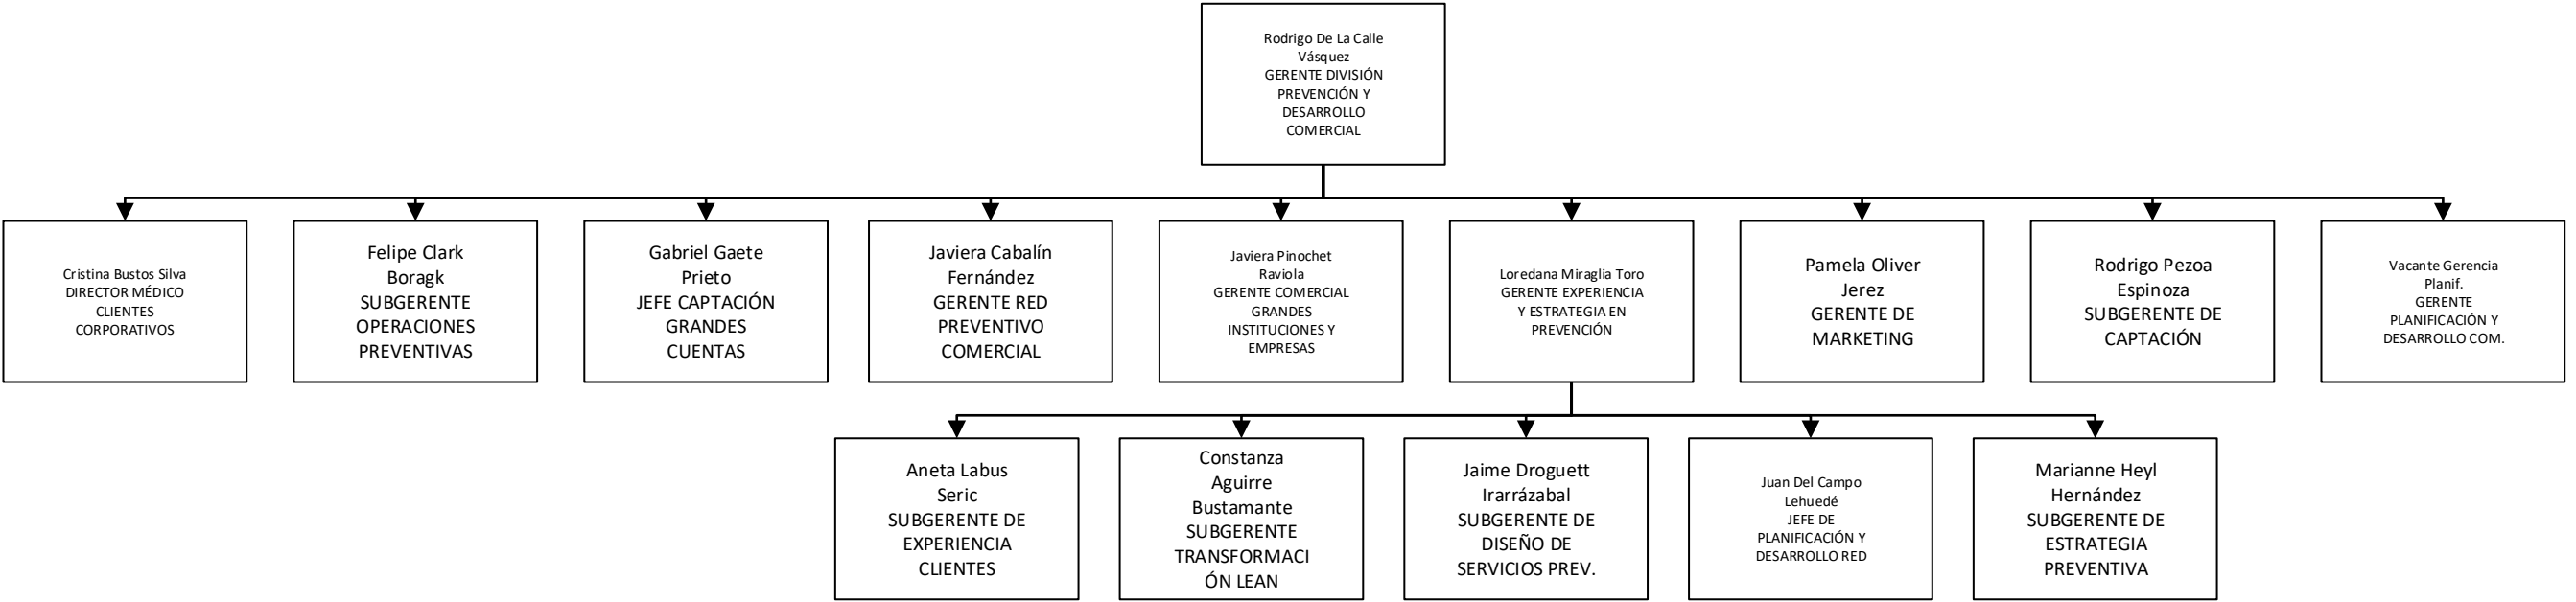 Rodrigo De La Calle
Vásquez
GERENTE DIVISIÓN
PREVENCIÓN Y
DESARROLLO
COMERCIAL
Cristina Bustos Silva
DIRECTOR MÉDICO
CLIENTES
CORPORATIVOS
Felipe Clark
Boragk
SUBGERENTE
OPERACIONES
PREVENTIVAS
Gabriel Gaete
Prieto
JEFE CAPTACIÓN
GRANDES
CUENTAS
Javiera Cabalín
Fernández
GERENTE RED
PREVENTIVO
COMERCIAL
Javiera Pinochet
Raviola
GERENTE COMERCIAL
GRANDES
INSTITUCIONES Y
EMPRESAS
Loredana Miraglia Toro
GERENTE EXPERIENCIA
Y ESTRATEGIA EN
PREVENCIÓN
Pamela Oliver
Jerez
GERENTE DE
MARKETING
Rodrigo Pezoa
Espinoza
SUBGERENTE DE
CAPTACIÓN
Vacante Gerencia
Planif.
GERENTE
PLANIFICACIÓN Y
DESARROLLO COM.
Aneta Labus
Seric
SUBGERENTE DE
EXPERIENCIA
CLIENTES
Constanza
Aguirre
Bustamante
SUBGERENTE
TRANSFORMACI
ÓN LEAN
Jaime Droguett
Irarrázabal
SUBGERENTE DE
DISEÑO DE
SERVICIOS PREV.
Juan Del Campo
Lehuedé
JEFE DE
PLANIFICACIÓN Y
DESARROLLO RED
Marianne Heyl
Hernández
SUBGERENTE DE
ESTRATEGIA
PREVENTIVA